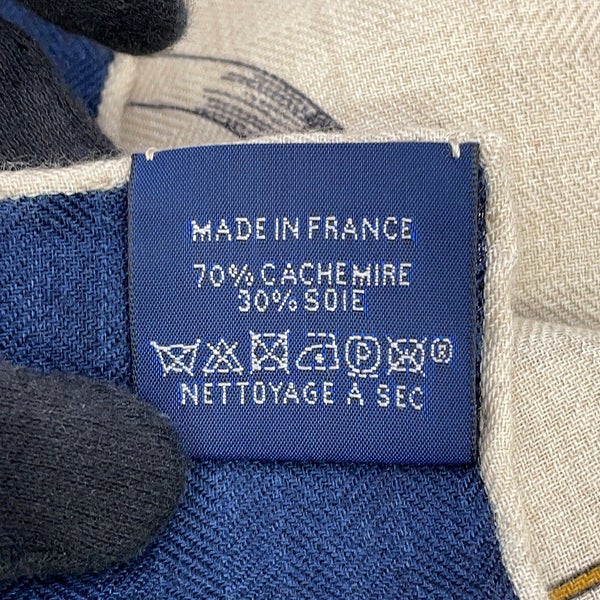 MADE IN FRANCE
70% CACHEMIRE
30% SOIE
P ®
NETTOYAGE A SEC